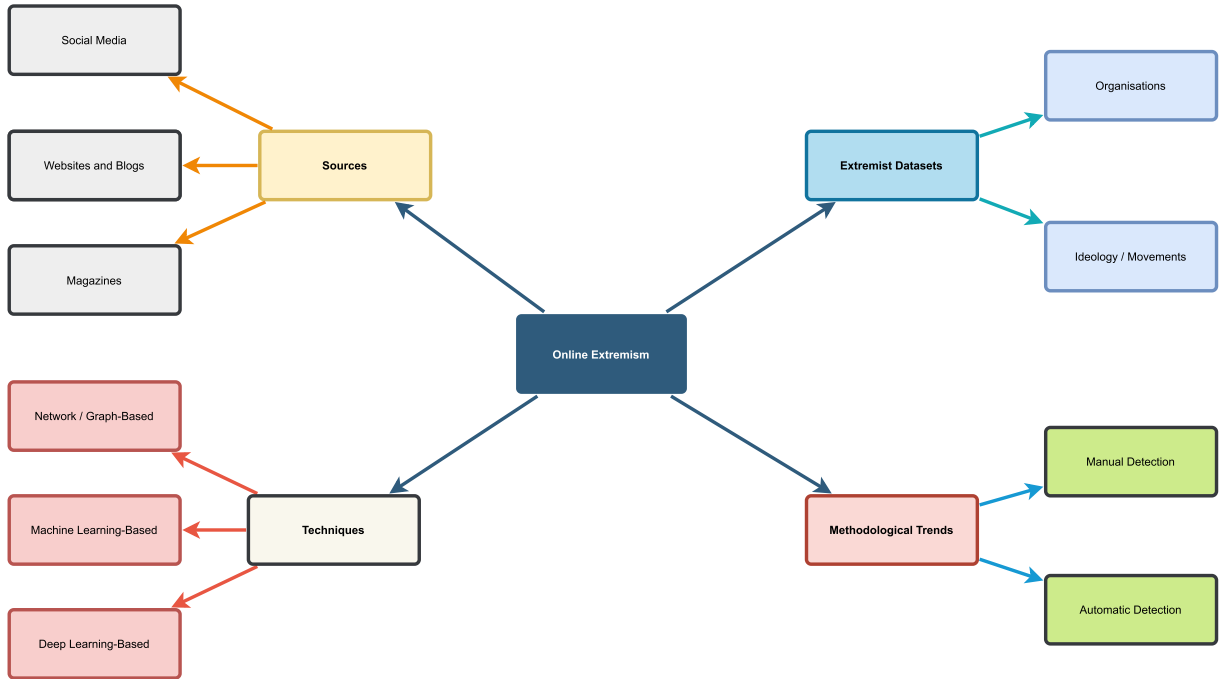 Social Media
Websites and Blogs
Magazines
Sources
Extremist Datasets
Organisations
Ideology / Movements
Online Extremism
Network / Graph-Based
Machine Learning-Based
Deep Learning-Based
Techniques
Methodological Trends
Manual Detection
Automatic Detection